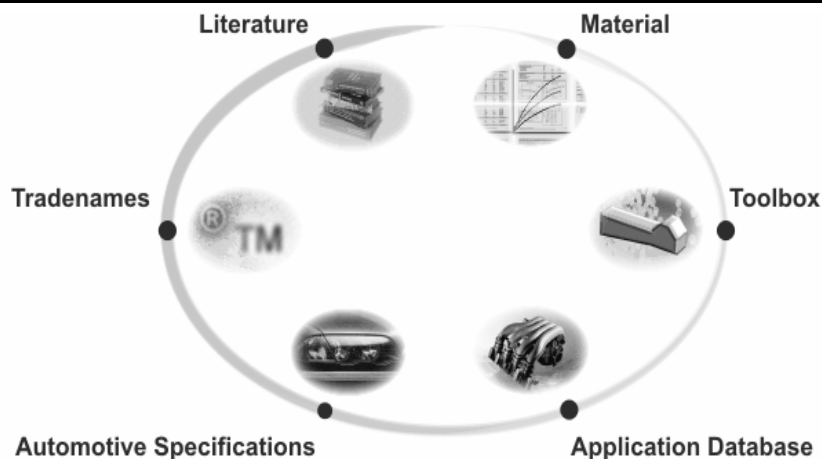 Literature
Material
Tradenames
Toolbox
®
TM
Automotive Specifications
Application Database